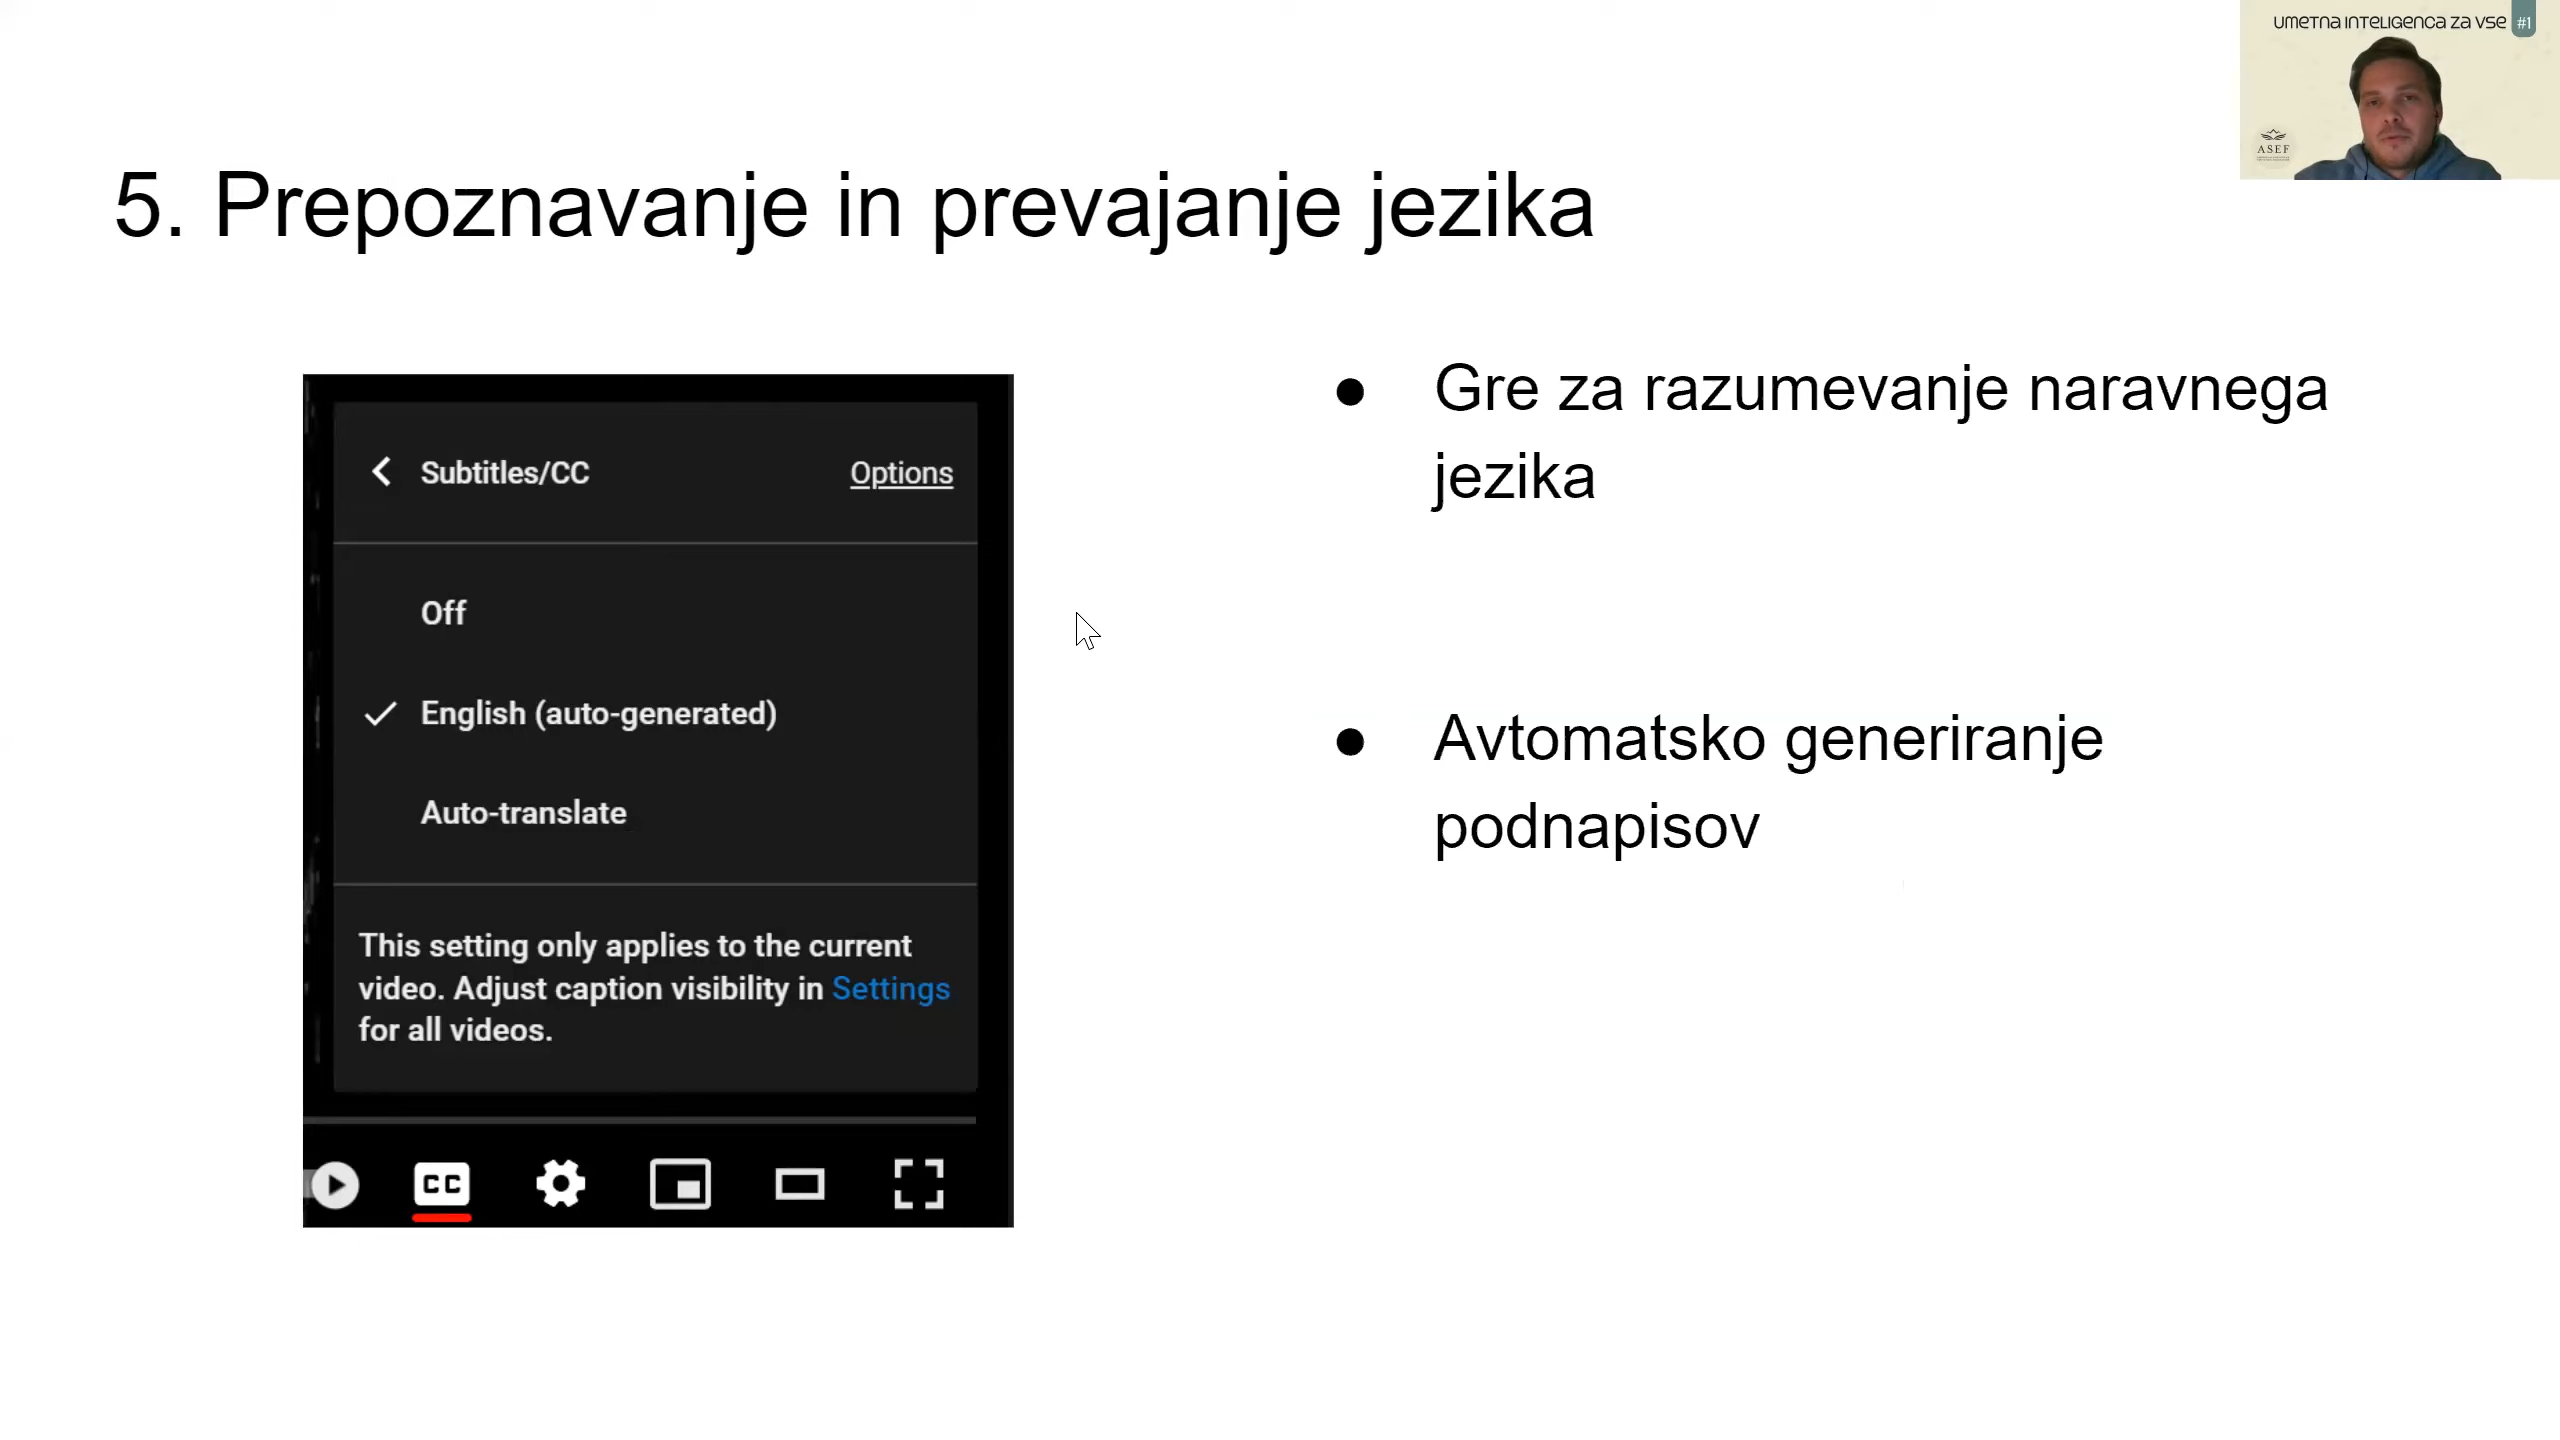 UMETNA INTELIGENCA ZA VSE #1
ASEF
5. Prepoznavanje in prevajanje jezika
Subtitles/CC Options
Off
English (auto-generated)
Auto-translate
This setting only applies to the current
video. Adjust caption visibility in Settings
for all videos.
CC
● Gre za razumevanje naravnega
jezika
● Avtomatsko generiranje
podnapisov